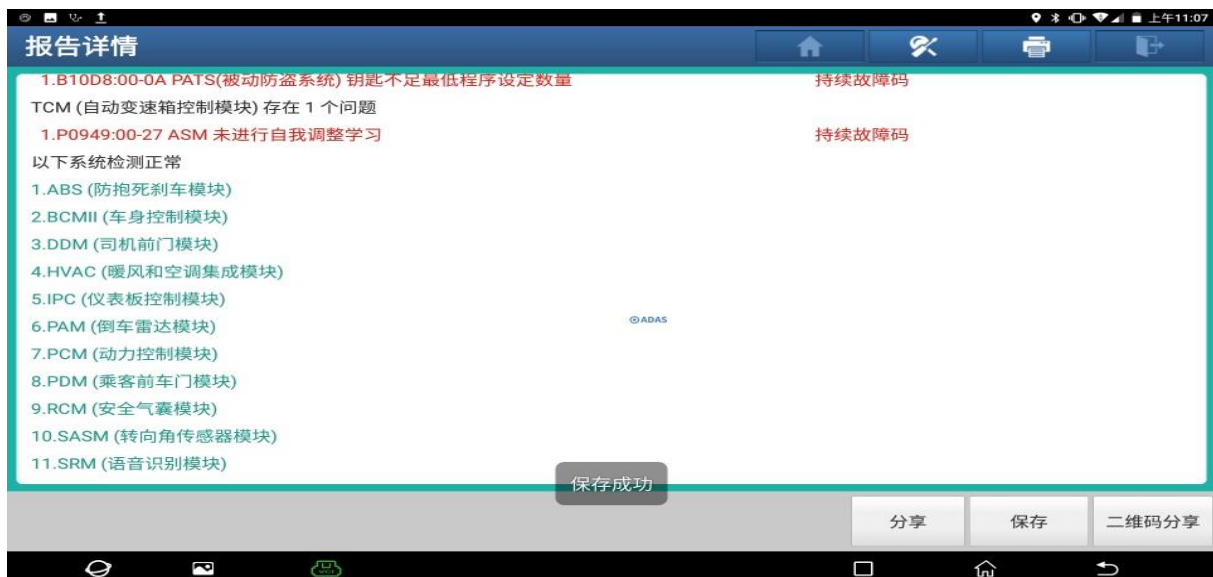 上午11:07
报告详情
1.B10D8:00-0A PATS(被动防盗系统) 钥匙不足最低程序设定数量 持续故障码
TCM (自动变速箱控制模块) 存在 1 个问题
1.P0949:00-27 ASM 未进行自我调整学习 持续故障码
以下系统检测正常
1.ABS (防抱死刹车模块)
2.BCMII (车身控制模块)
3.DDM (司机前门模块)
4.HVAC (暖风和空调集成模块)
5.IPC (仪表板控制模块)
6.PAM (倒车雷达模块)
ADAS
7.PCM (动力控制模块)
8.PDM (乘客前车门模块)
9.RCM (安全气囊模块)
10.SASM (转向角传感器模块)
11.SRM (语音识别模块)
保存成功
分享 保存 二维码分享
VCI